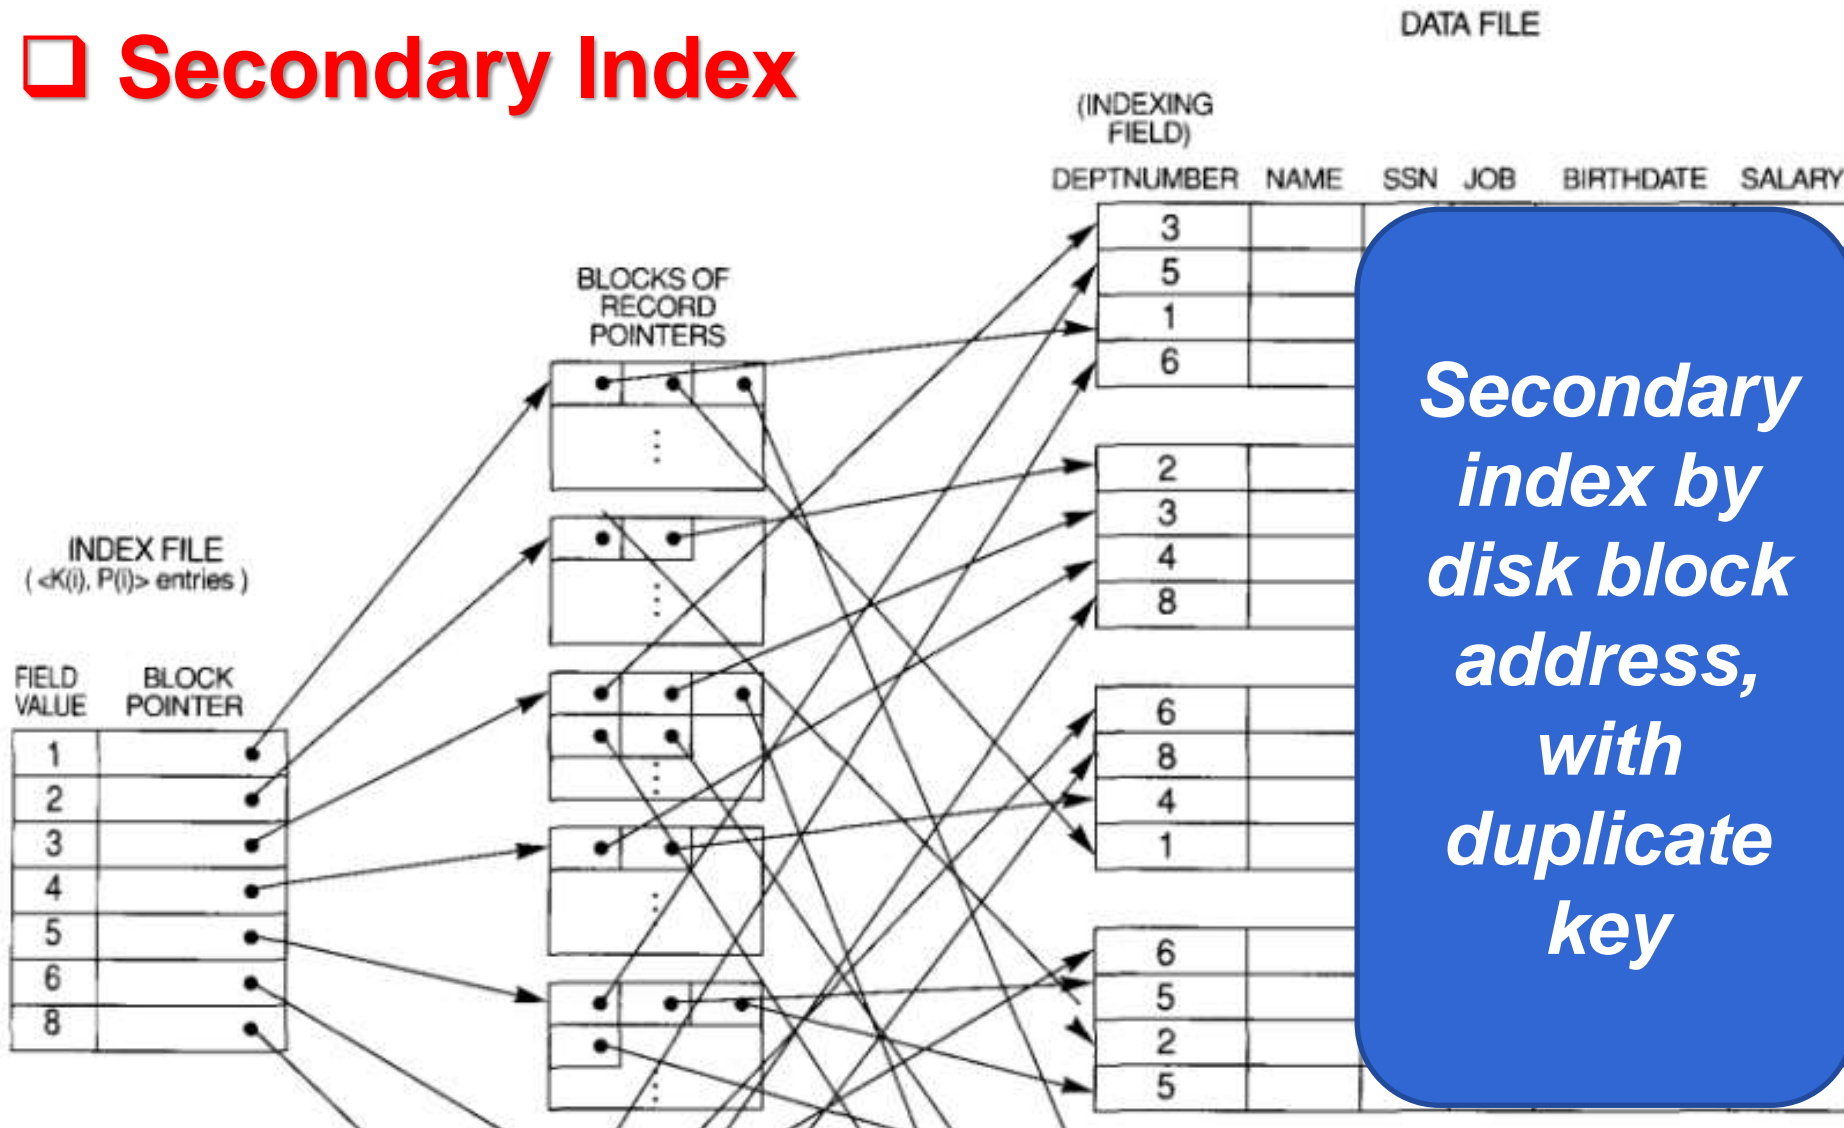 ❑ Secondary Index
DATA FILE
(INDEXING
FIELD)
DEPTNUMBER NAME SSN JOB BIRTHDATE SALARY
3
5
1
6
2
3
4
8
6
8
4
1
6
5
2
5
BLOCKS OF
RECORD
POINTERS
INDEX FILE
( <K(i), P(i)> entries )
FIELD
VALUE
BLOCK
POINTER
1
2
3
4
5
6
8
Secondary
index by
disk block
address,
with
duplicate
key